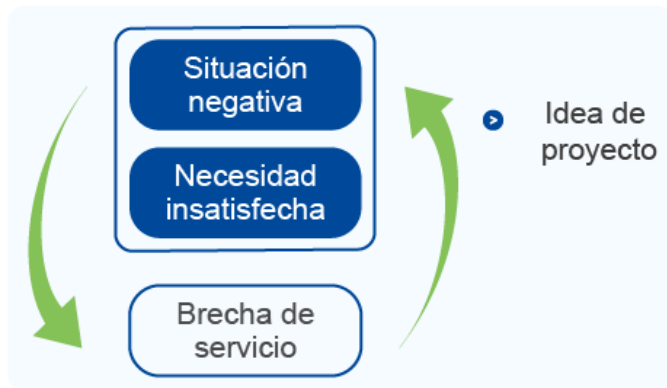 Situación
negativa
Necesidad
insatisfecha
Brecha de
servicio
Idea de
proyecto